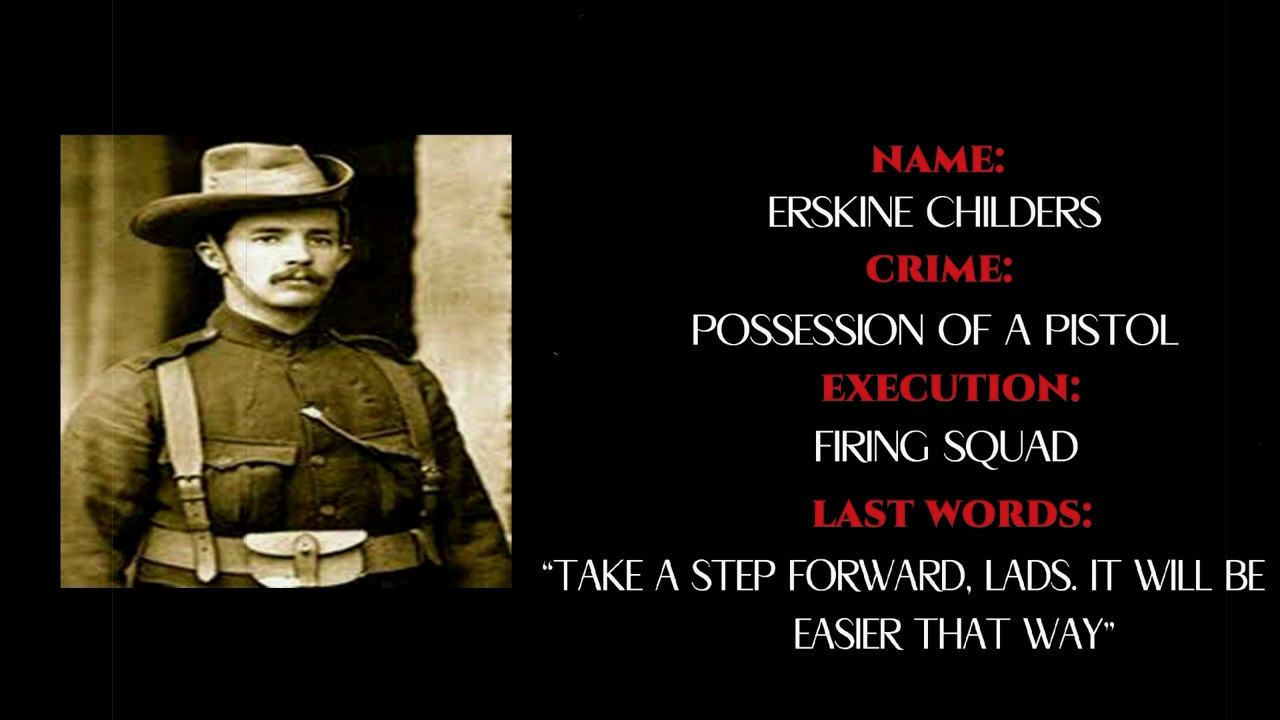 NAME:
ERSKINE CHILDERS
CRIME:
POSSESSION OF A PISTOL
EXECUTION:
FIRING SQUAD
LAST WORDS:
“TAKE A STEP FORWARD, LADS. IT WILL BE
EASIER THAT WAY”